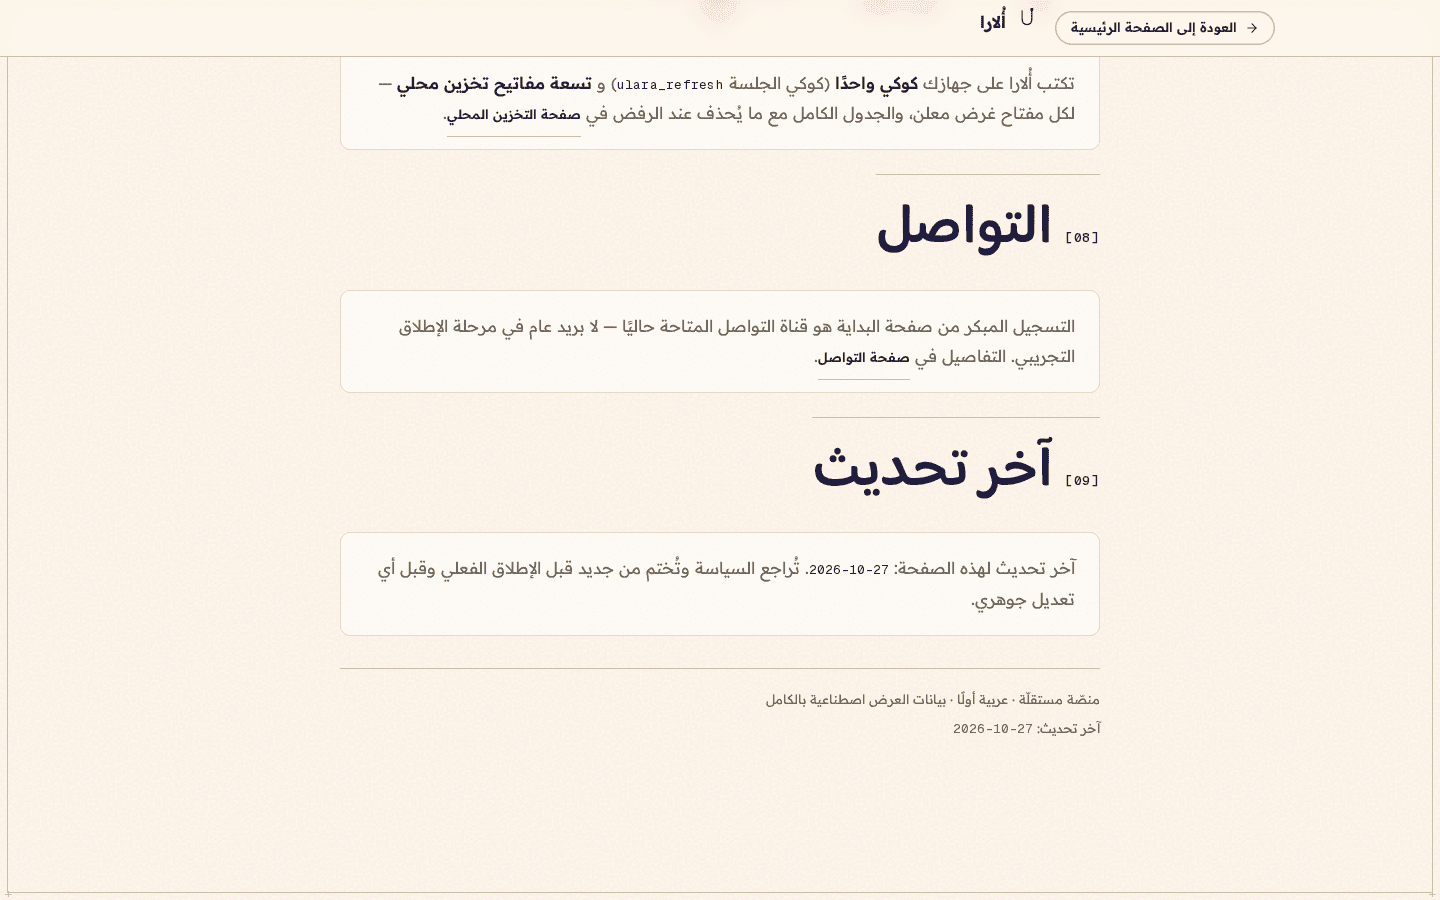 العودة إلى الصفحة الرئيسية →
أُلارا
تكتب أُلارا على جهازك كوكي واحدًا (كوكي الجلسة ulara_refresh) و تسعة مفاتيح تخزين محلي —
لكل مفتاح غرض معلن، والجدول الكامل مع ما يُحذف عند الرفض في صفحة التخزين المحلي.
[08] التواصل
التسجيل المبكر من صفحة البداية هو قناة التواصل المتاحة حاليًا — لا بريد عام في مرحلة الإطلاق
التجريبي. التفاصيل في صفحة التواصل.
[09] آخر تحديث
آخر تحديث لهذه الصفحة: 2026-10-27. تُراجع السياسة وتُختم من جديد قبل الإطلاق الفعلي وقبل أي
تعديل جوهري.
منصّة مستقلّة · عربية أولًا · بيانات العرض اصطناعية بالكامل
آخر تحديث: 2026-10-27